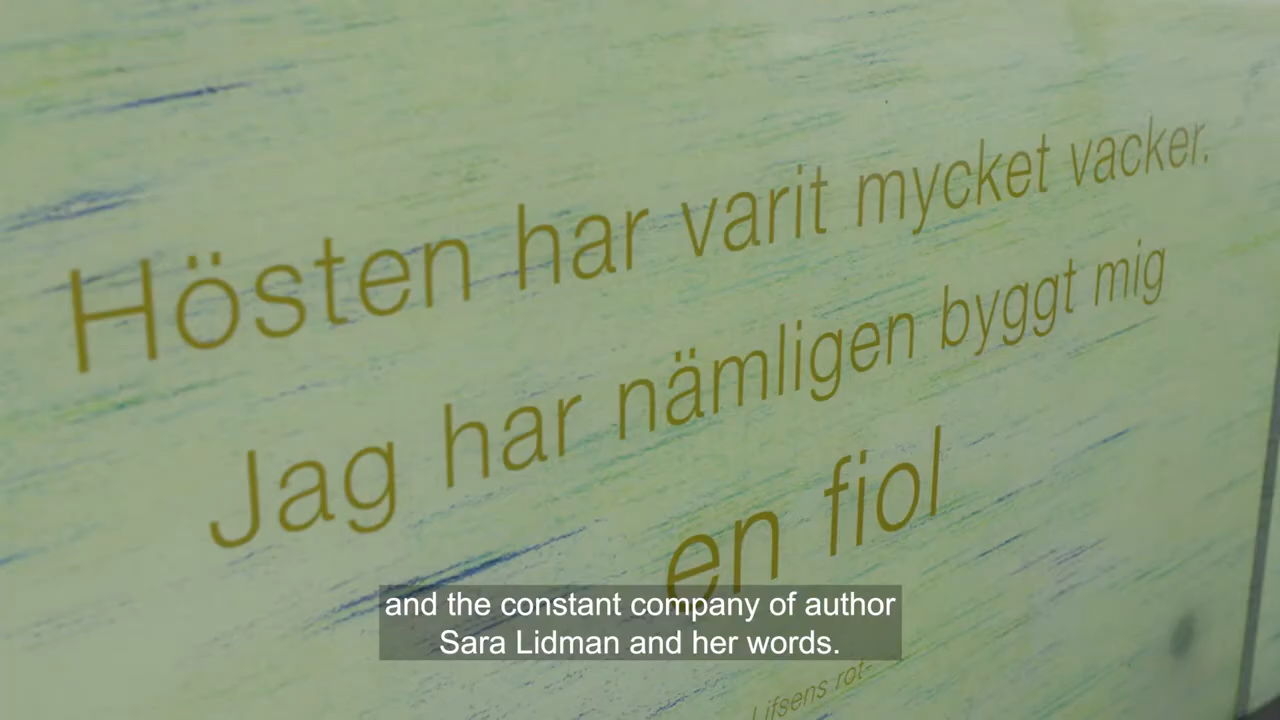 Hösten har varit mycket vacker.
Jag har nämligen byggt mig
en fiol
and the constant company of author
Sara Lidman and her words.
Lifsens rot-